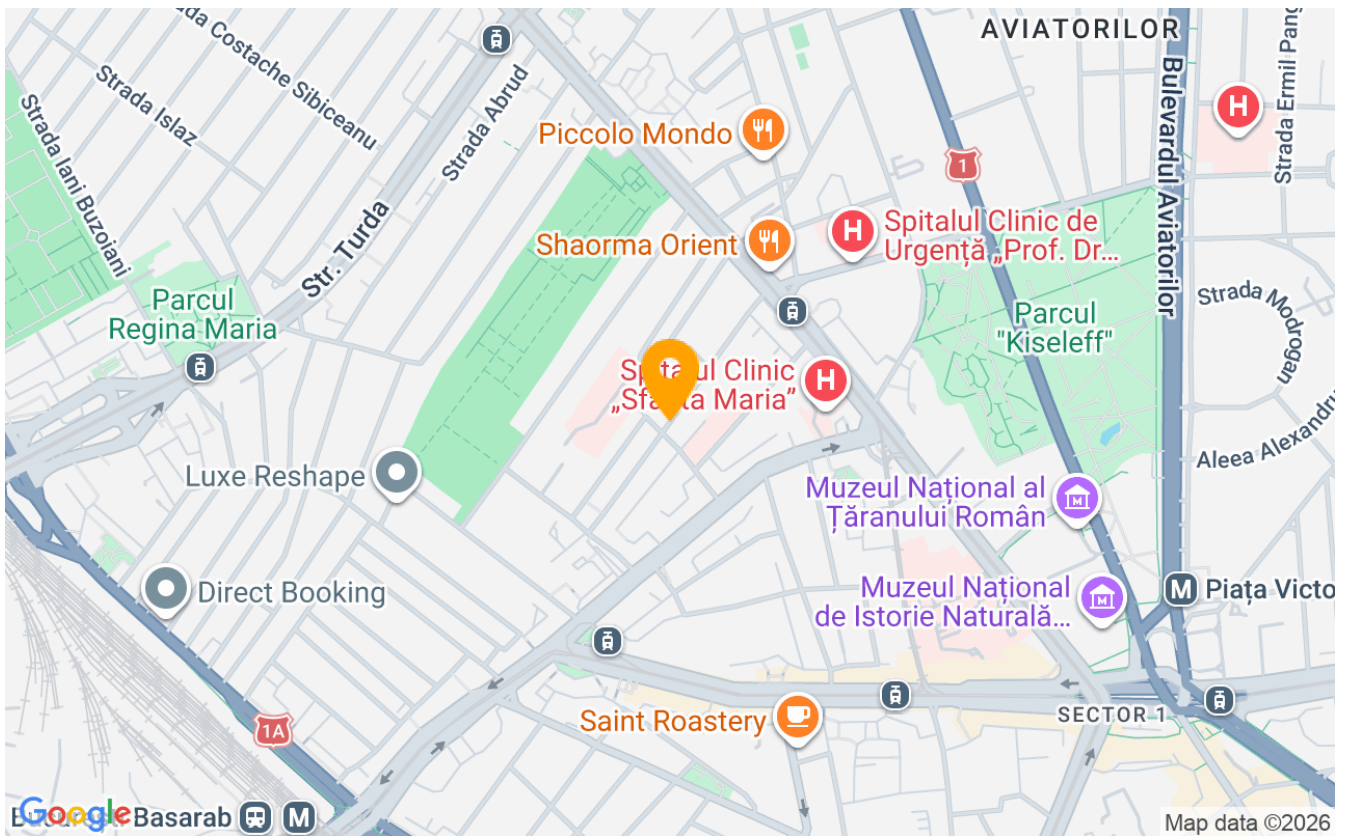 AVIATORILOR
Strada Costache Sibiceanu
Strada Islaz
Strada Iani Buzoiani
Strada Abrud
Str. Turda
Piccolo Mondo
1
Bulevardul Aviatorilor
H
Strada Ermil Pang
Shaorma Orient
H
Spitalul Clinic de
Urgență „Prof. Dr...
Parcul
Regina Maria
Parcul
"Kiseleff"
Strada Modrogan
Aleea Alexandru
Clinic
Maria”
H
Luxe Reshape
Muzeul Național al
Țăranului Român
M
Direct Booking
Muzeul Național
de Istorie Naturală...
M
M
Piața Victo
Saint Roastery
SECTOR 1
1A
Google
Basarab
M
Map data ©2026